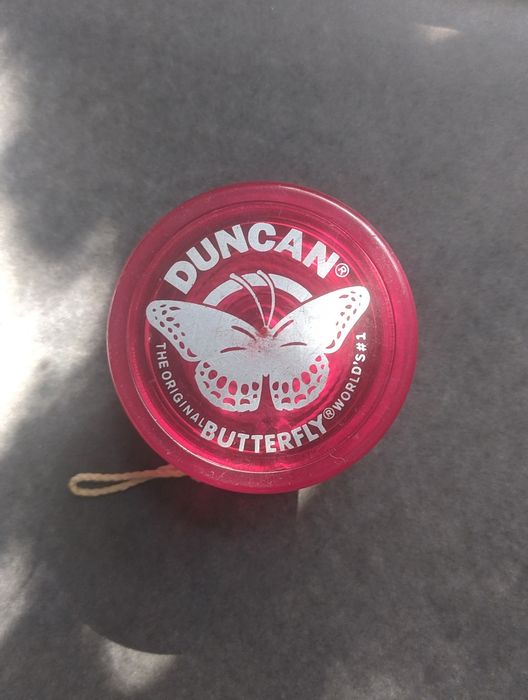 DUNCAN®
THE ORIGINAL
BUTTERFLY®
WORLD'S #1